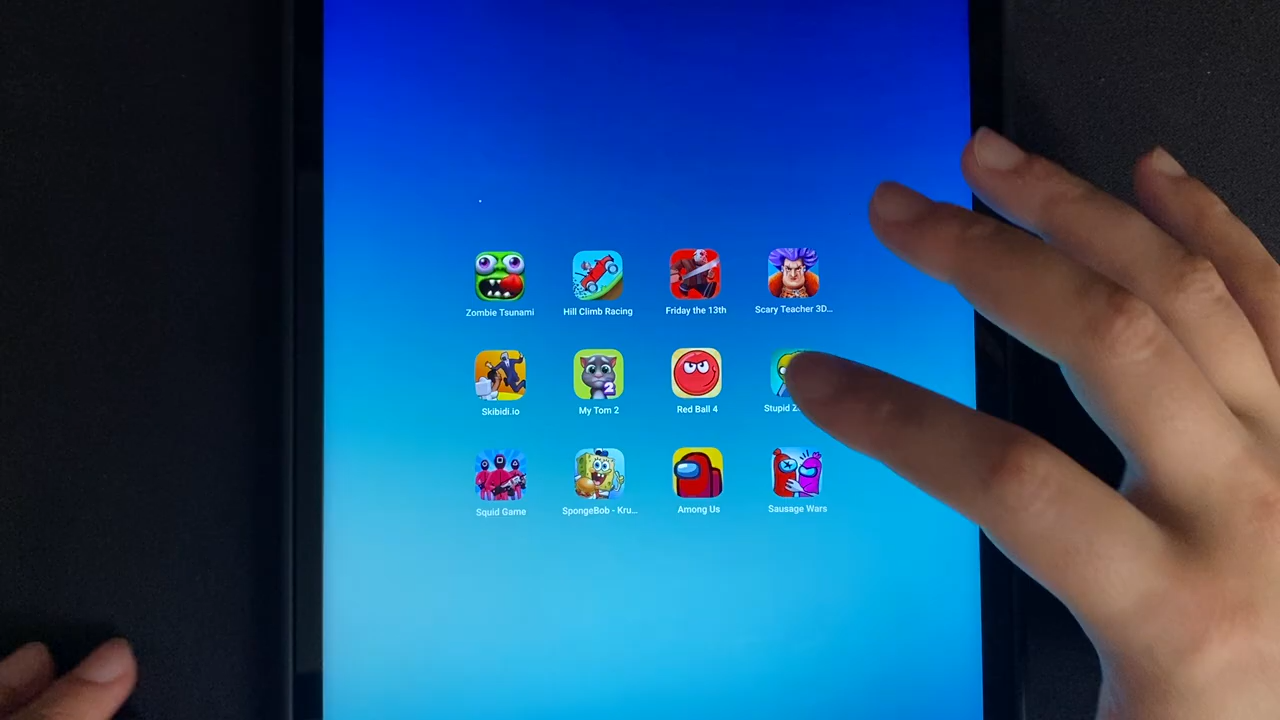 Zombie Tsunami
Hill Climb Racing
Friday the 13th
Scary Teacher 3D...
Skibidi.io
My Tom 2
2
Red Ball 4
Stupid
Squid Game
SpongeBob - Kru...
Among Us
Sausage Wars